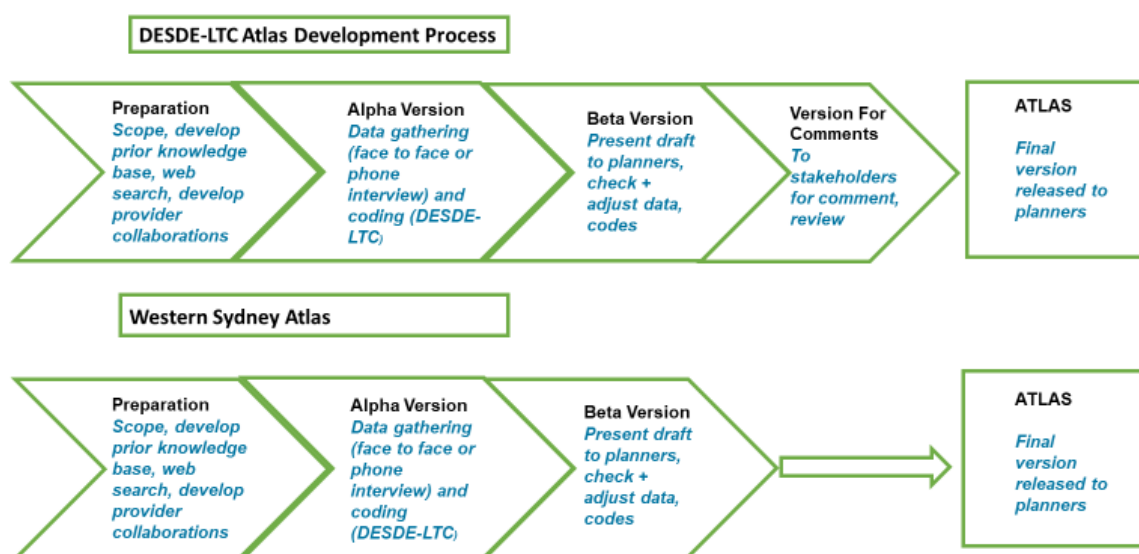 DESDE-LTC Atlas Development Process
Preparation
Scope, develop
prior knowledge
base, web
search, develop
provider
collaborations
Alpha Version
Data gathering
(face to face or
phone
interview) and
coding (DESDE-
LTC)
Beta Version
Present draft
to planners,
check +
adjust data,
codes
Version For
Comments
To
stakeholders
for comment,
review
ATLAS
Final
version
released to
planners
Western Sydney Atlas
Preparation
Scope, develop
prior knowledge
base, web
search, develop
provider
collaborations
Alpha Version
Data gathering
(face to face or
phone
interview) and
coding
(DESDE-LTC)
Beta Version
Present draft
to planners,
check +
adjust data,
codes
ATLAS
Final
version
released to
planners